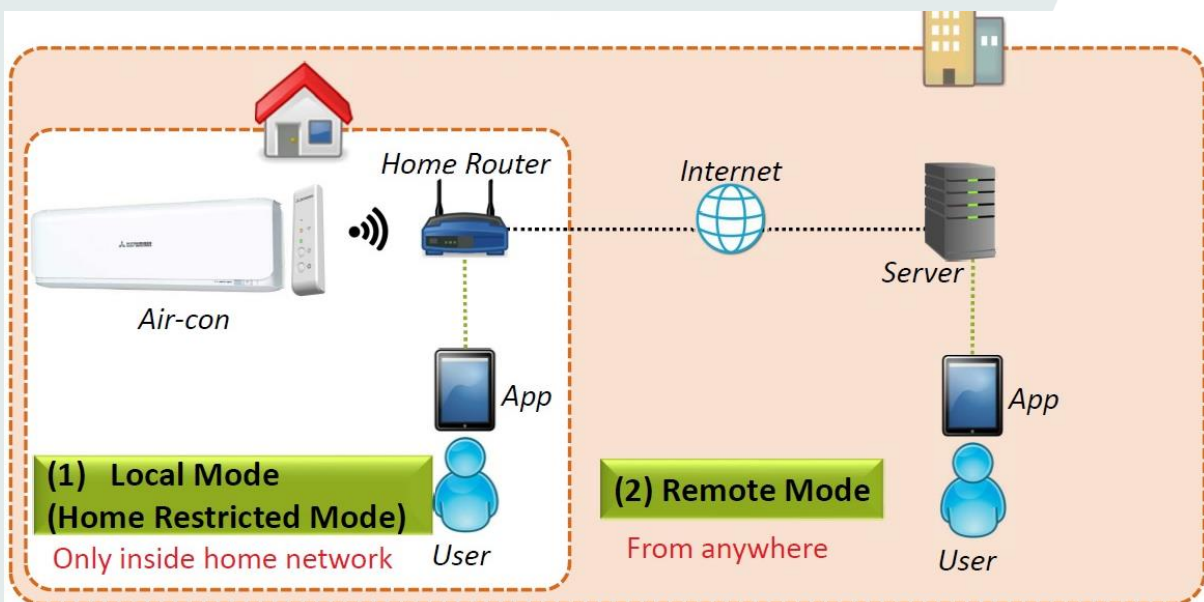 Home Router
Internet
Server
Air-con
App
App
(1) Local Mode
(Home Restricted Mode)
Only inside home network
User
(2) Remote Mode
From anywhere
User